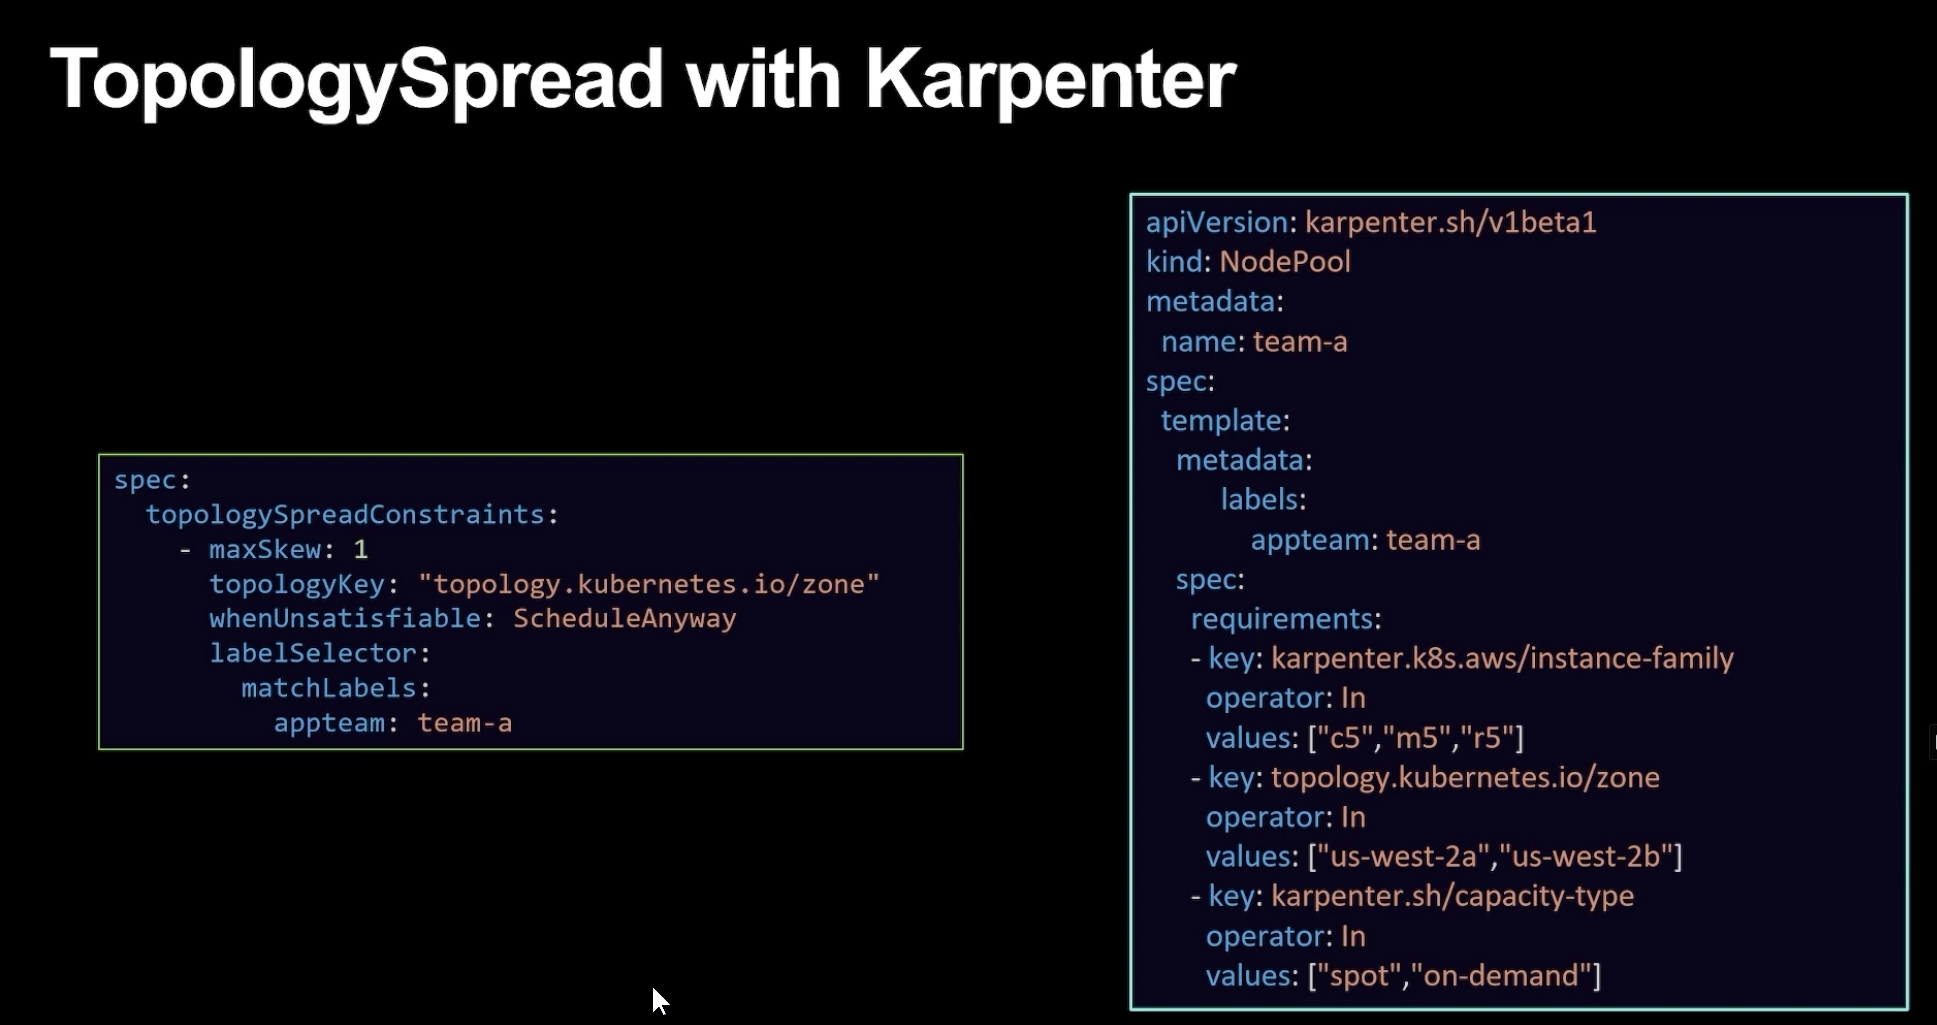 TopologySpread with Karpenter
spec:
topologySpreadConstraints:
- maxSkew: 1
topologyKey: "topology.kubernetes.io/zone"
whenUnsatisfiable: ScheduleAnyway
labelSelector:
matchLabels:
appteam: team-a
apiVersion: karpenter.sh/v1beta1
kind: NodePool
metadata:
name: team-a
spec:
template:
metadata:
labels:
appteam: team-a
spec:
requirements:
- key: karpenter.k8s.aws/instance-family
operator: In
values: ["c5","m5","r5"]
- key: topology.kubernetes.io/zone
operator: In
values: ["us-west-2a","us-west-2b"]
- key: karpenter.sh/capacity-type
operator: In
values: ["spot","on-demand"]